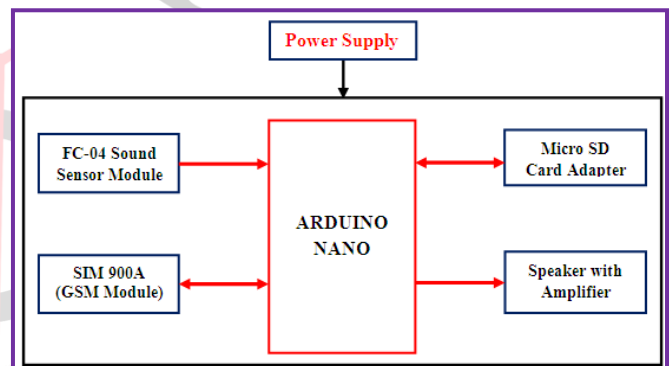 Power Supply
FC-04 Sound
Sensor Module
Micro SD
Card Adapter
ARDUINO
NANO
SIM 900A
(GSM Module)
Speaker with
Amplifier